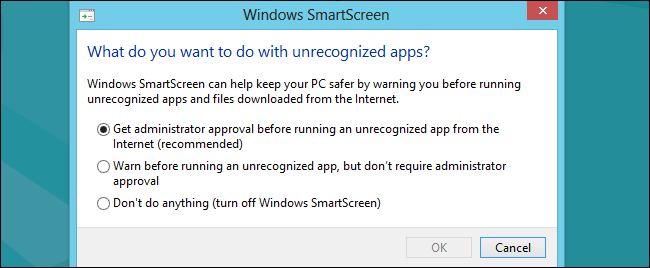 Windows SmartScreen
What do you want to do with unrecognized apps?
Windows SmartScreen can help keep your PC safer by warning you before running
unrecognized apps and files downloaded from the Internet.
Get administrator approval before running an unrecognized app from the
Internet (recommended)
Warn before running an unrecognized app, but don't require administrator
approval
Don't do anything (turn off Windows SmartScreen)
OK
Cancel